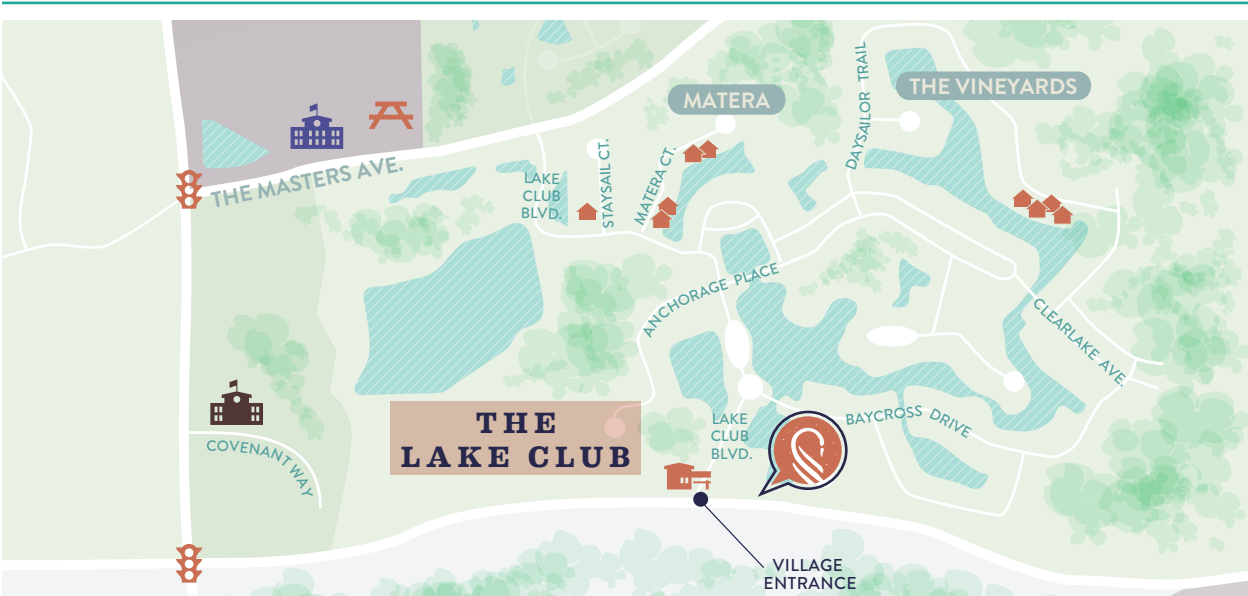 MATERA
THE VINEYARDS
DAYSAILOR TRAIL
THE MASTERS AVE.
LAKE
CLUB
BLVD.
STAYSAIL CT.
MATERA CT.
ANCHORAGE PLACE
CLEARLAKE AVE.
THE
LAKE CLUB
LAKE
CLUB
BLVD.
BAYCROSS DRIVE
COVENANT WAY
VILLAGE
ENTRANCE